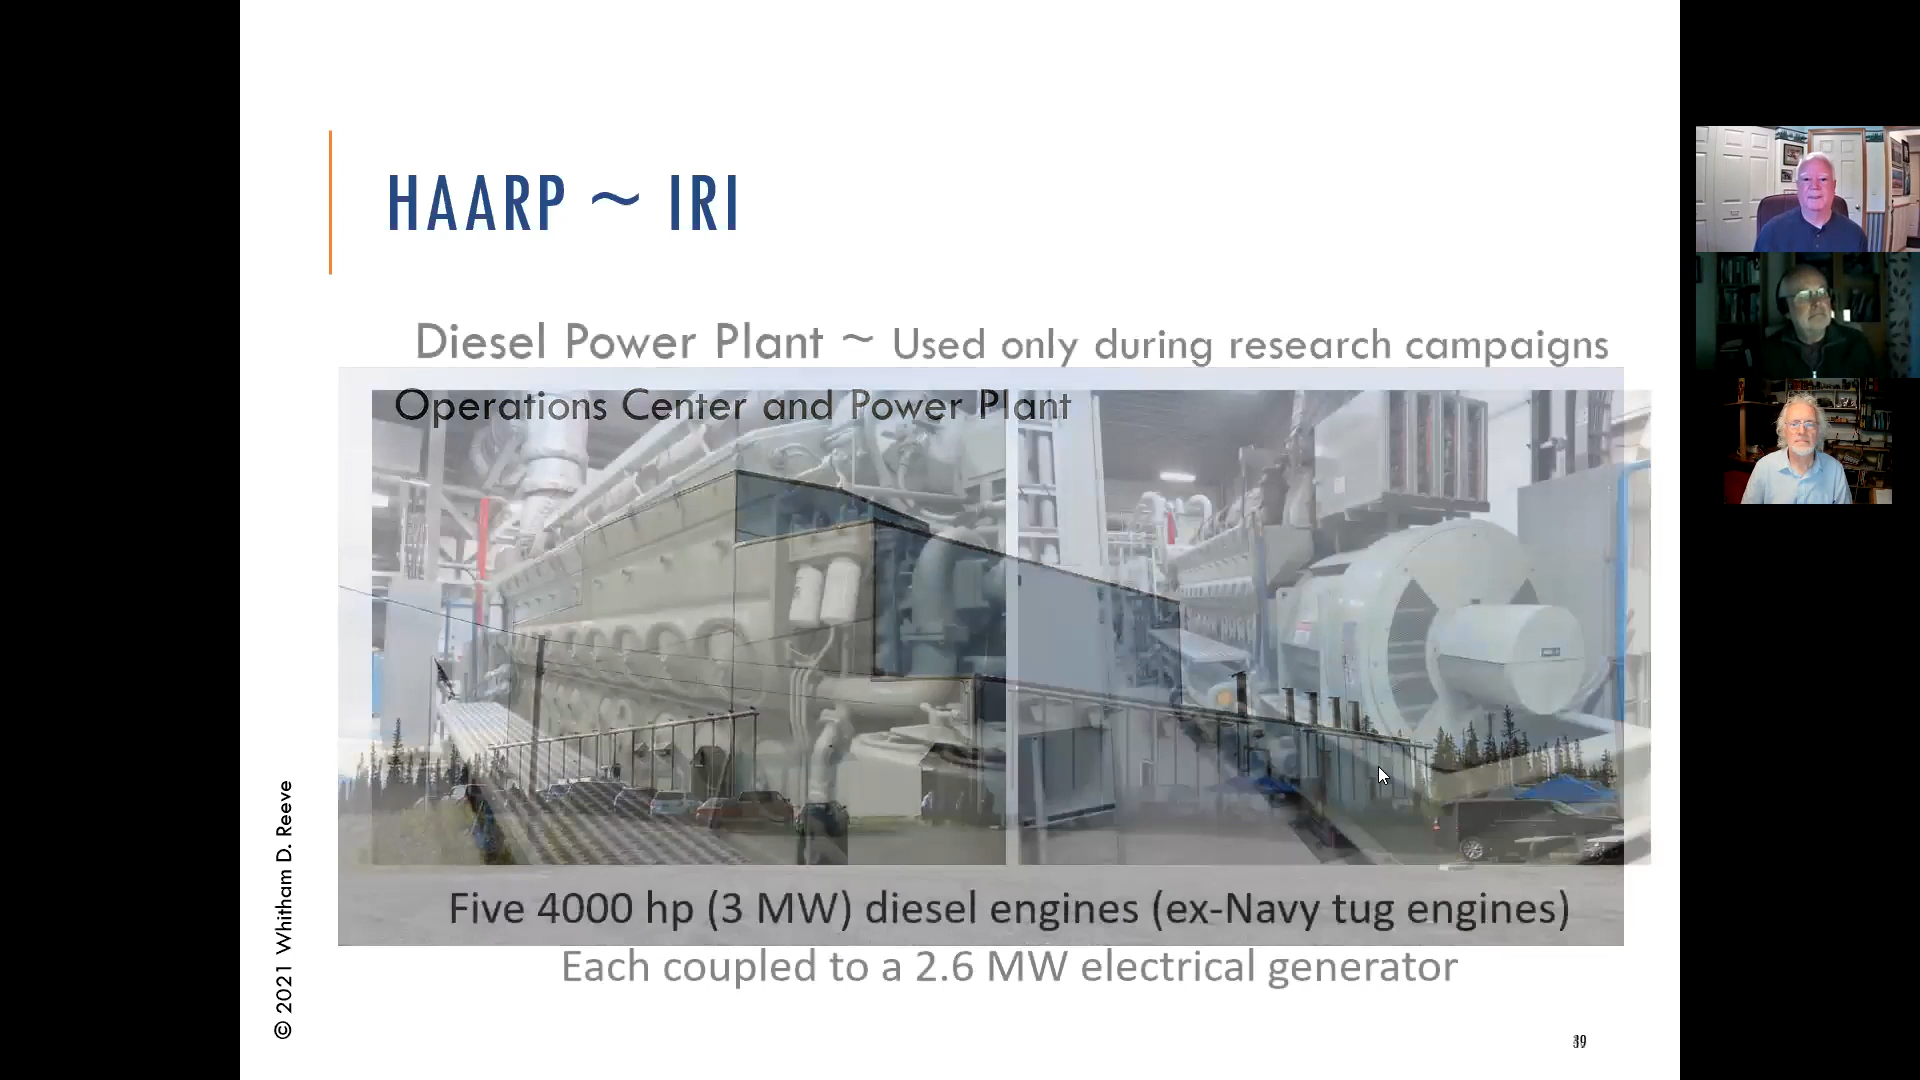 HAARP ~ IRI
Diesel Power Plant ~ Used only during research campaigns
Operations Center and Power Plant
Five 4000 hp (3 MW) diesel engines (ex-Navy tug engines)
Each coupled to a 2.6 MW electrical generator
© 2021 Whitham D. Reeve